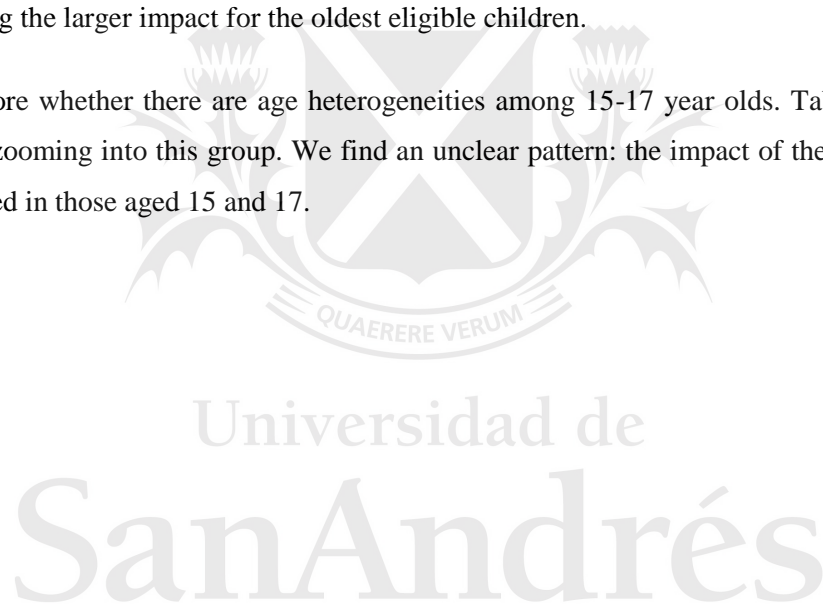 g the larger impact for the oldest eligible children.
ore whether there are age heterogeneities among 15-17 year olds. Ta
zooming into this group. We find an unclear pattern: the impact of the
ed in those aged 15 and 17.
QUAERERE VERUM
Universidad de
SanAndrés